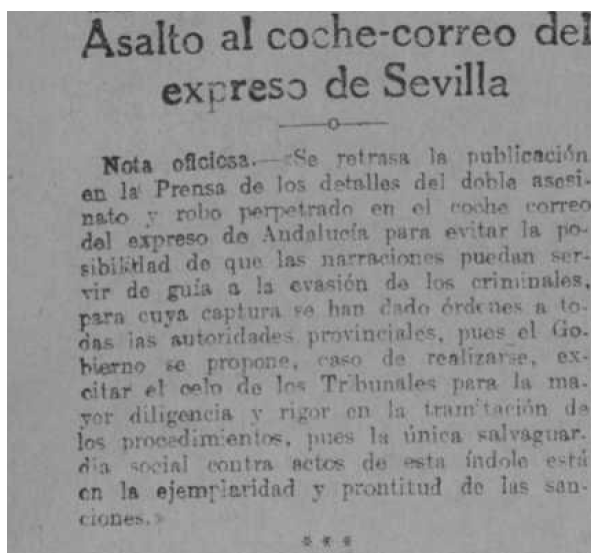 Asalto al coche-correo del
expreso de Sevilla
Nota oficiosa.—«Se retrasa la publicación
en la Prensa de los detalles del doble asesi-
nato y robo perpetrado en el coche correo
del expreso de Andalucía para evitar la po-
sibilidad de que las narraciones puedan ser-
vir de guía a la evasión de los criminales,
para cuya captura se han dado órdenes a to-
das las autoridades provinciales, pues el Go-
bierno se propone, caso de realizarse, ex-
citar el celo de los Tribunales para la ma-
yor diligencia y rigor en la tramitación de
los procedimientos, pues la única salvaguar-
dia social contra actos de esta índole está
en la ejemplaridad y prontitud de las san-
ciones.»
* * *